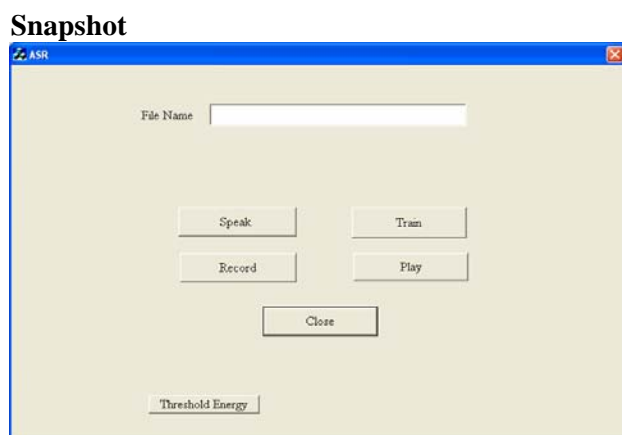 Snapshot
ASR
File Name
Speak Train
Record Play
Close
Threshold Energy